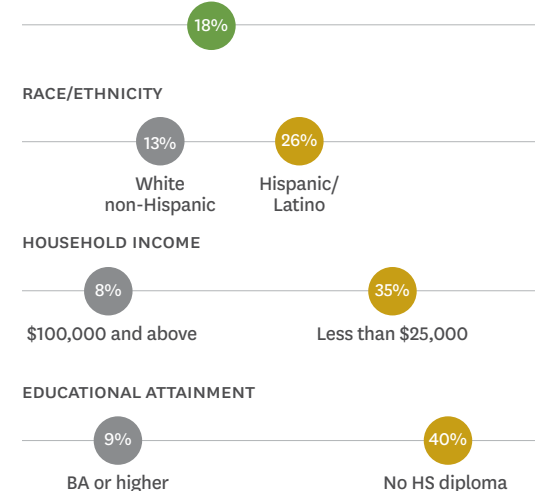 18%
RACE/ETHNICITY
13%
26%
White
non-Hispanic
Hispanic/
Latino
HOUSEHOLD INCOME
8%
35%
$100,000 and above
Less than $25,000
EDUCATIONAL ATTAINMENT
9%
40%
BA or higher
No HS diploma